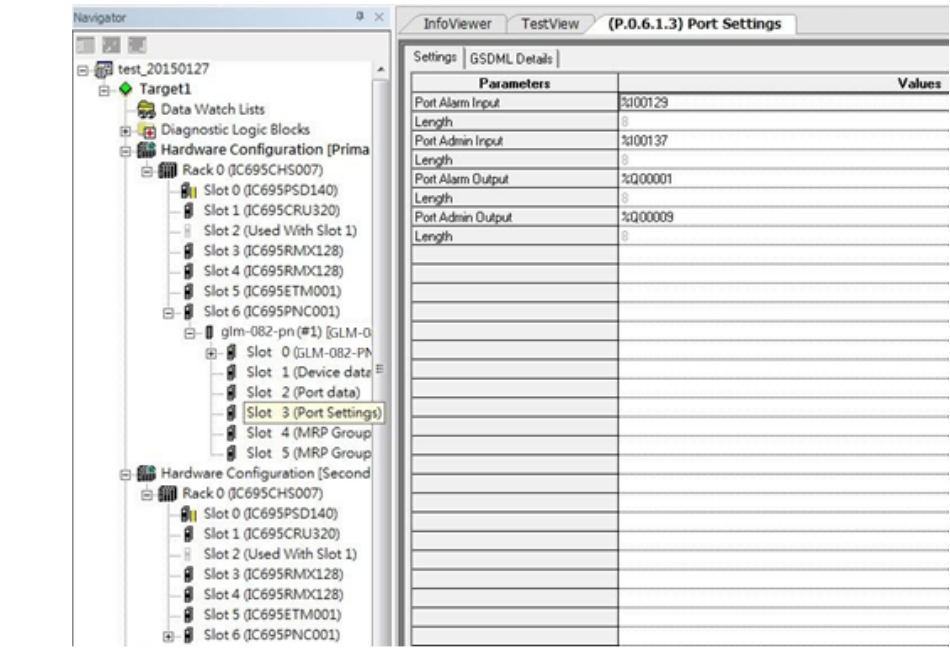 Navigator
test_20150127
Target1
Data Watch Lists
Diagnostic Logic Blocks
Hardware Configuration [Prima
Rack 0 (IC695CHS007)
Slot 0 (IC695PSD140)
Slot 1 (IC695CRU320)
Slot 2 (Used With Slot 1)
Slot 3 (IC695RMX128)
Slot 4 (IC695RMX128)
Slot 5 (IC695ETM001)
Slot 6 (IC695PNC001)
glm-082-pn (#1) [GLM-0
Slot 0 (GLM-082-PN
Slot 1 (Device data
Slot 2 (Port data)
Slot 3 (Port Settings)
Slot 4 (MRP Group
Slot 5 (MRP Group
Hardware Configuration [Second
Rack 0 (IC695CHS007)
Slot 0 (IC695PSD140)
Slot 1 (IC695CRU320)
Slot 2 (Used With Slot 1)
Slot 3 (IC695RMX128)
Slot 4 (IC695RMX128)
Slot 5 (IC695ETM001)
Slot 6 (IC695PNC001)
InfoViewer TestView (P.0.6.1.3) Port Settings
Settings GSDML Details
Parameters Values
Port Alarm Input %I00129
Length 8
Port Admin Input %I00137
Length 8
Port Alarm Output %Q00001
Length 8
Port Admin Output %Q00009
Length 8